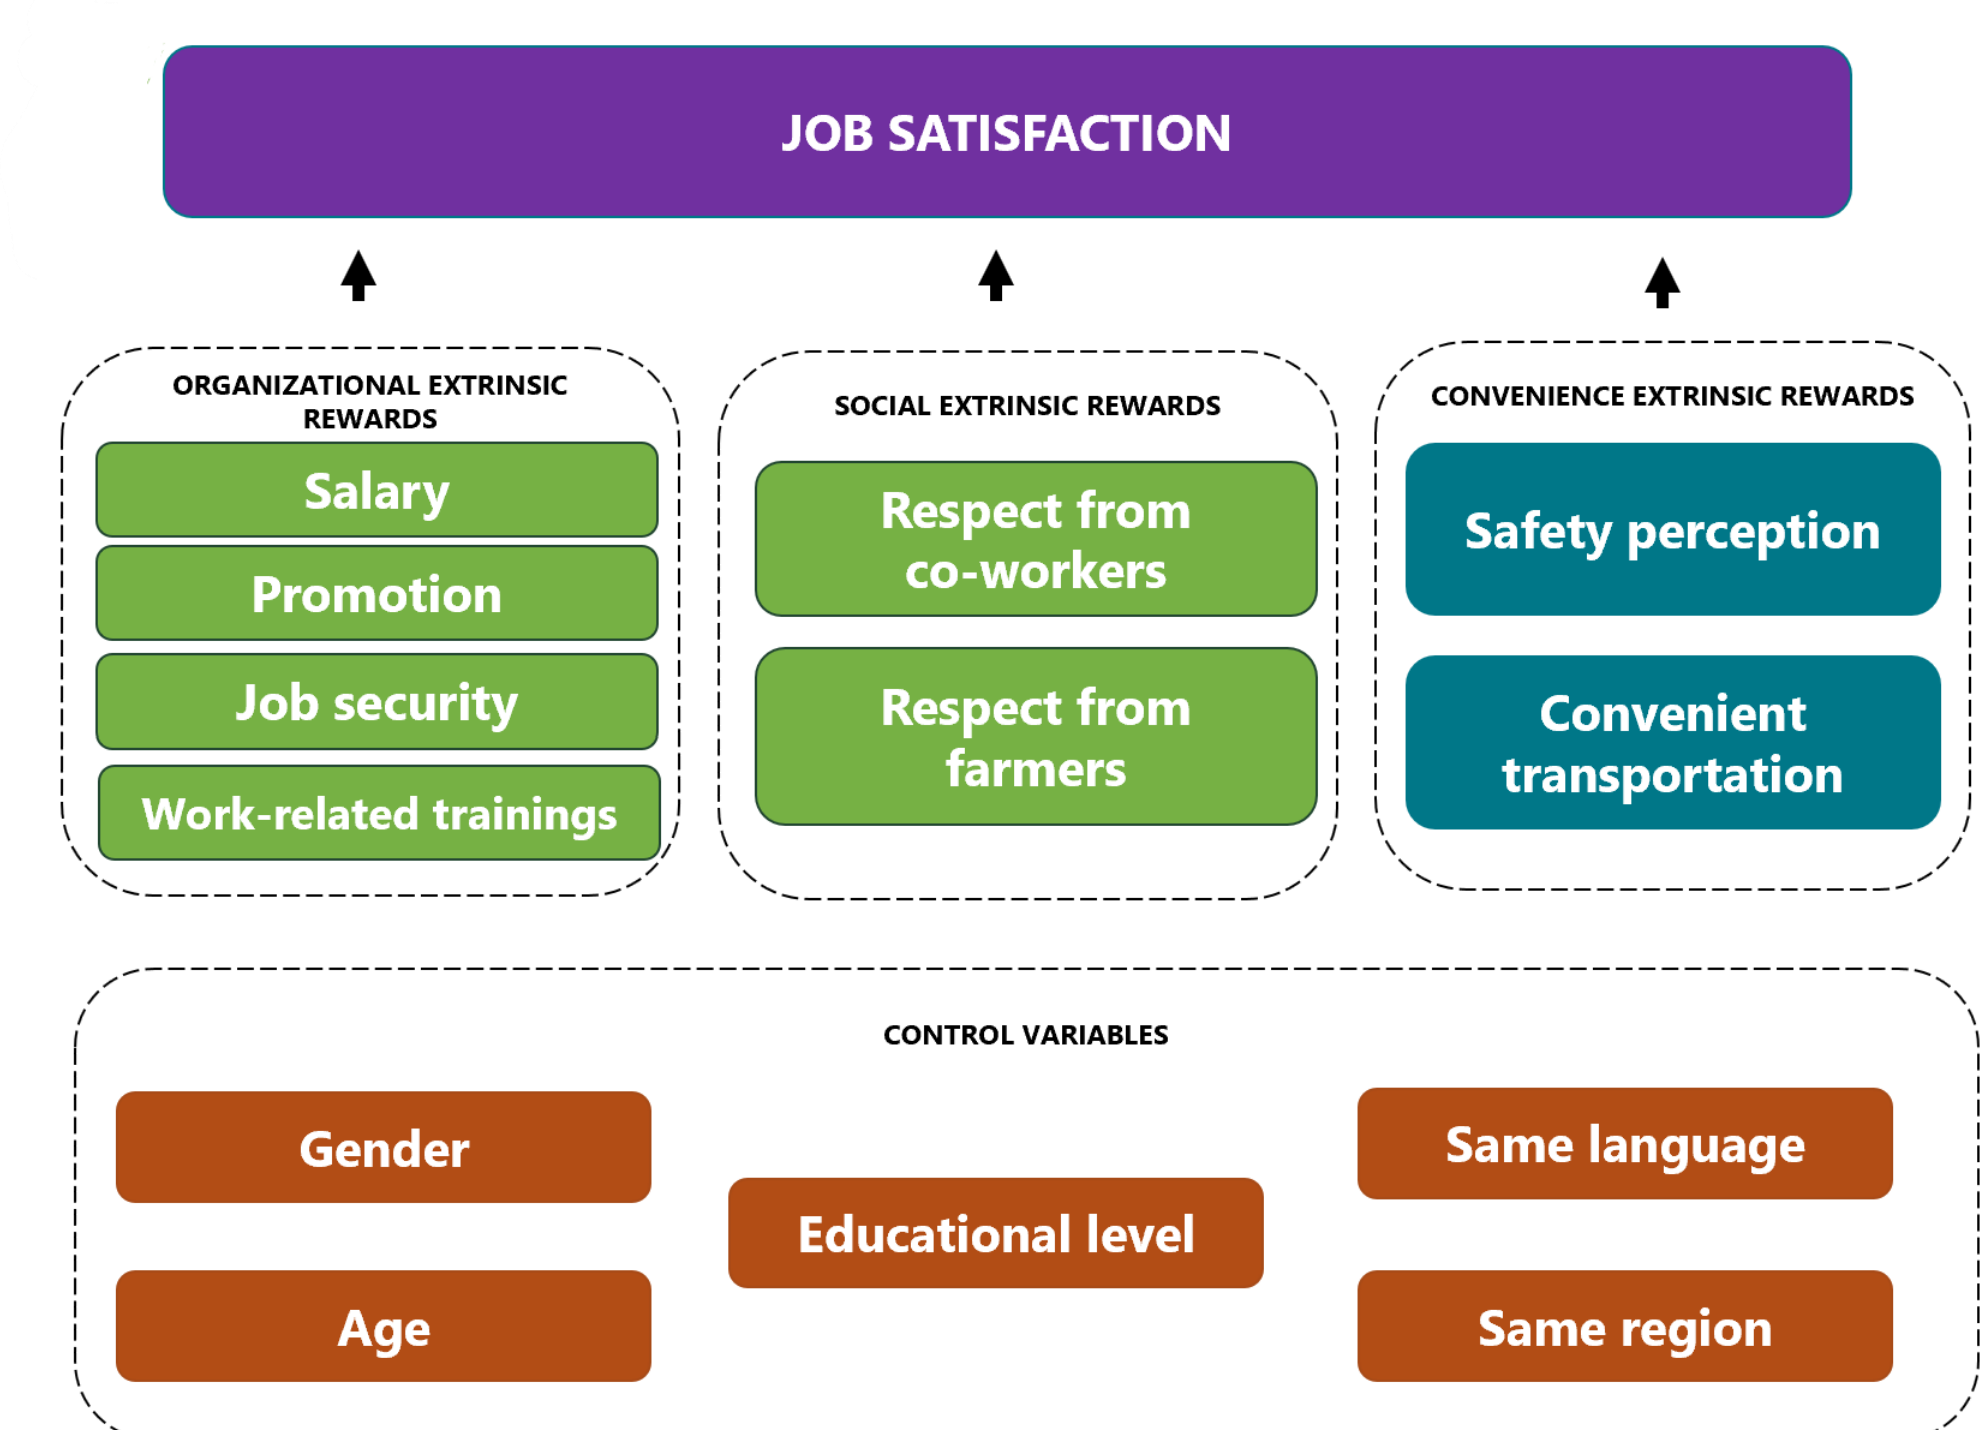 JOB SATISFACTION
ORGANIZATIONAL EXTRINSIC
REWARDS
Salary
Promotion
Job security
Work-related trainings
SOCIAL EXTRINSIC REWARDS
Respect from
co-workers
Respect from
farmers
CONVENIENCE EXTRINSIC REWARDS
Safety perception
Convenient
transportation
CONTROL VARIABLES
Gender
Age
Educational level
Same language
Same region